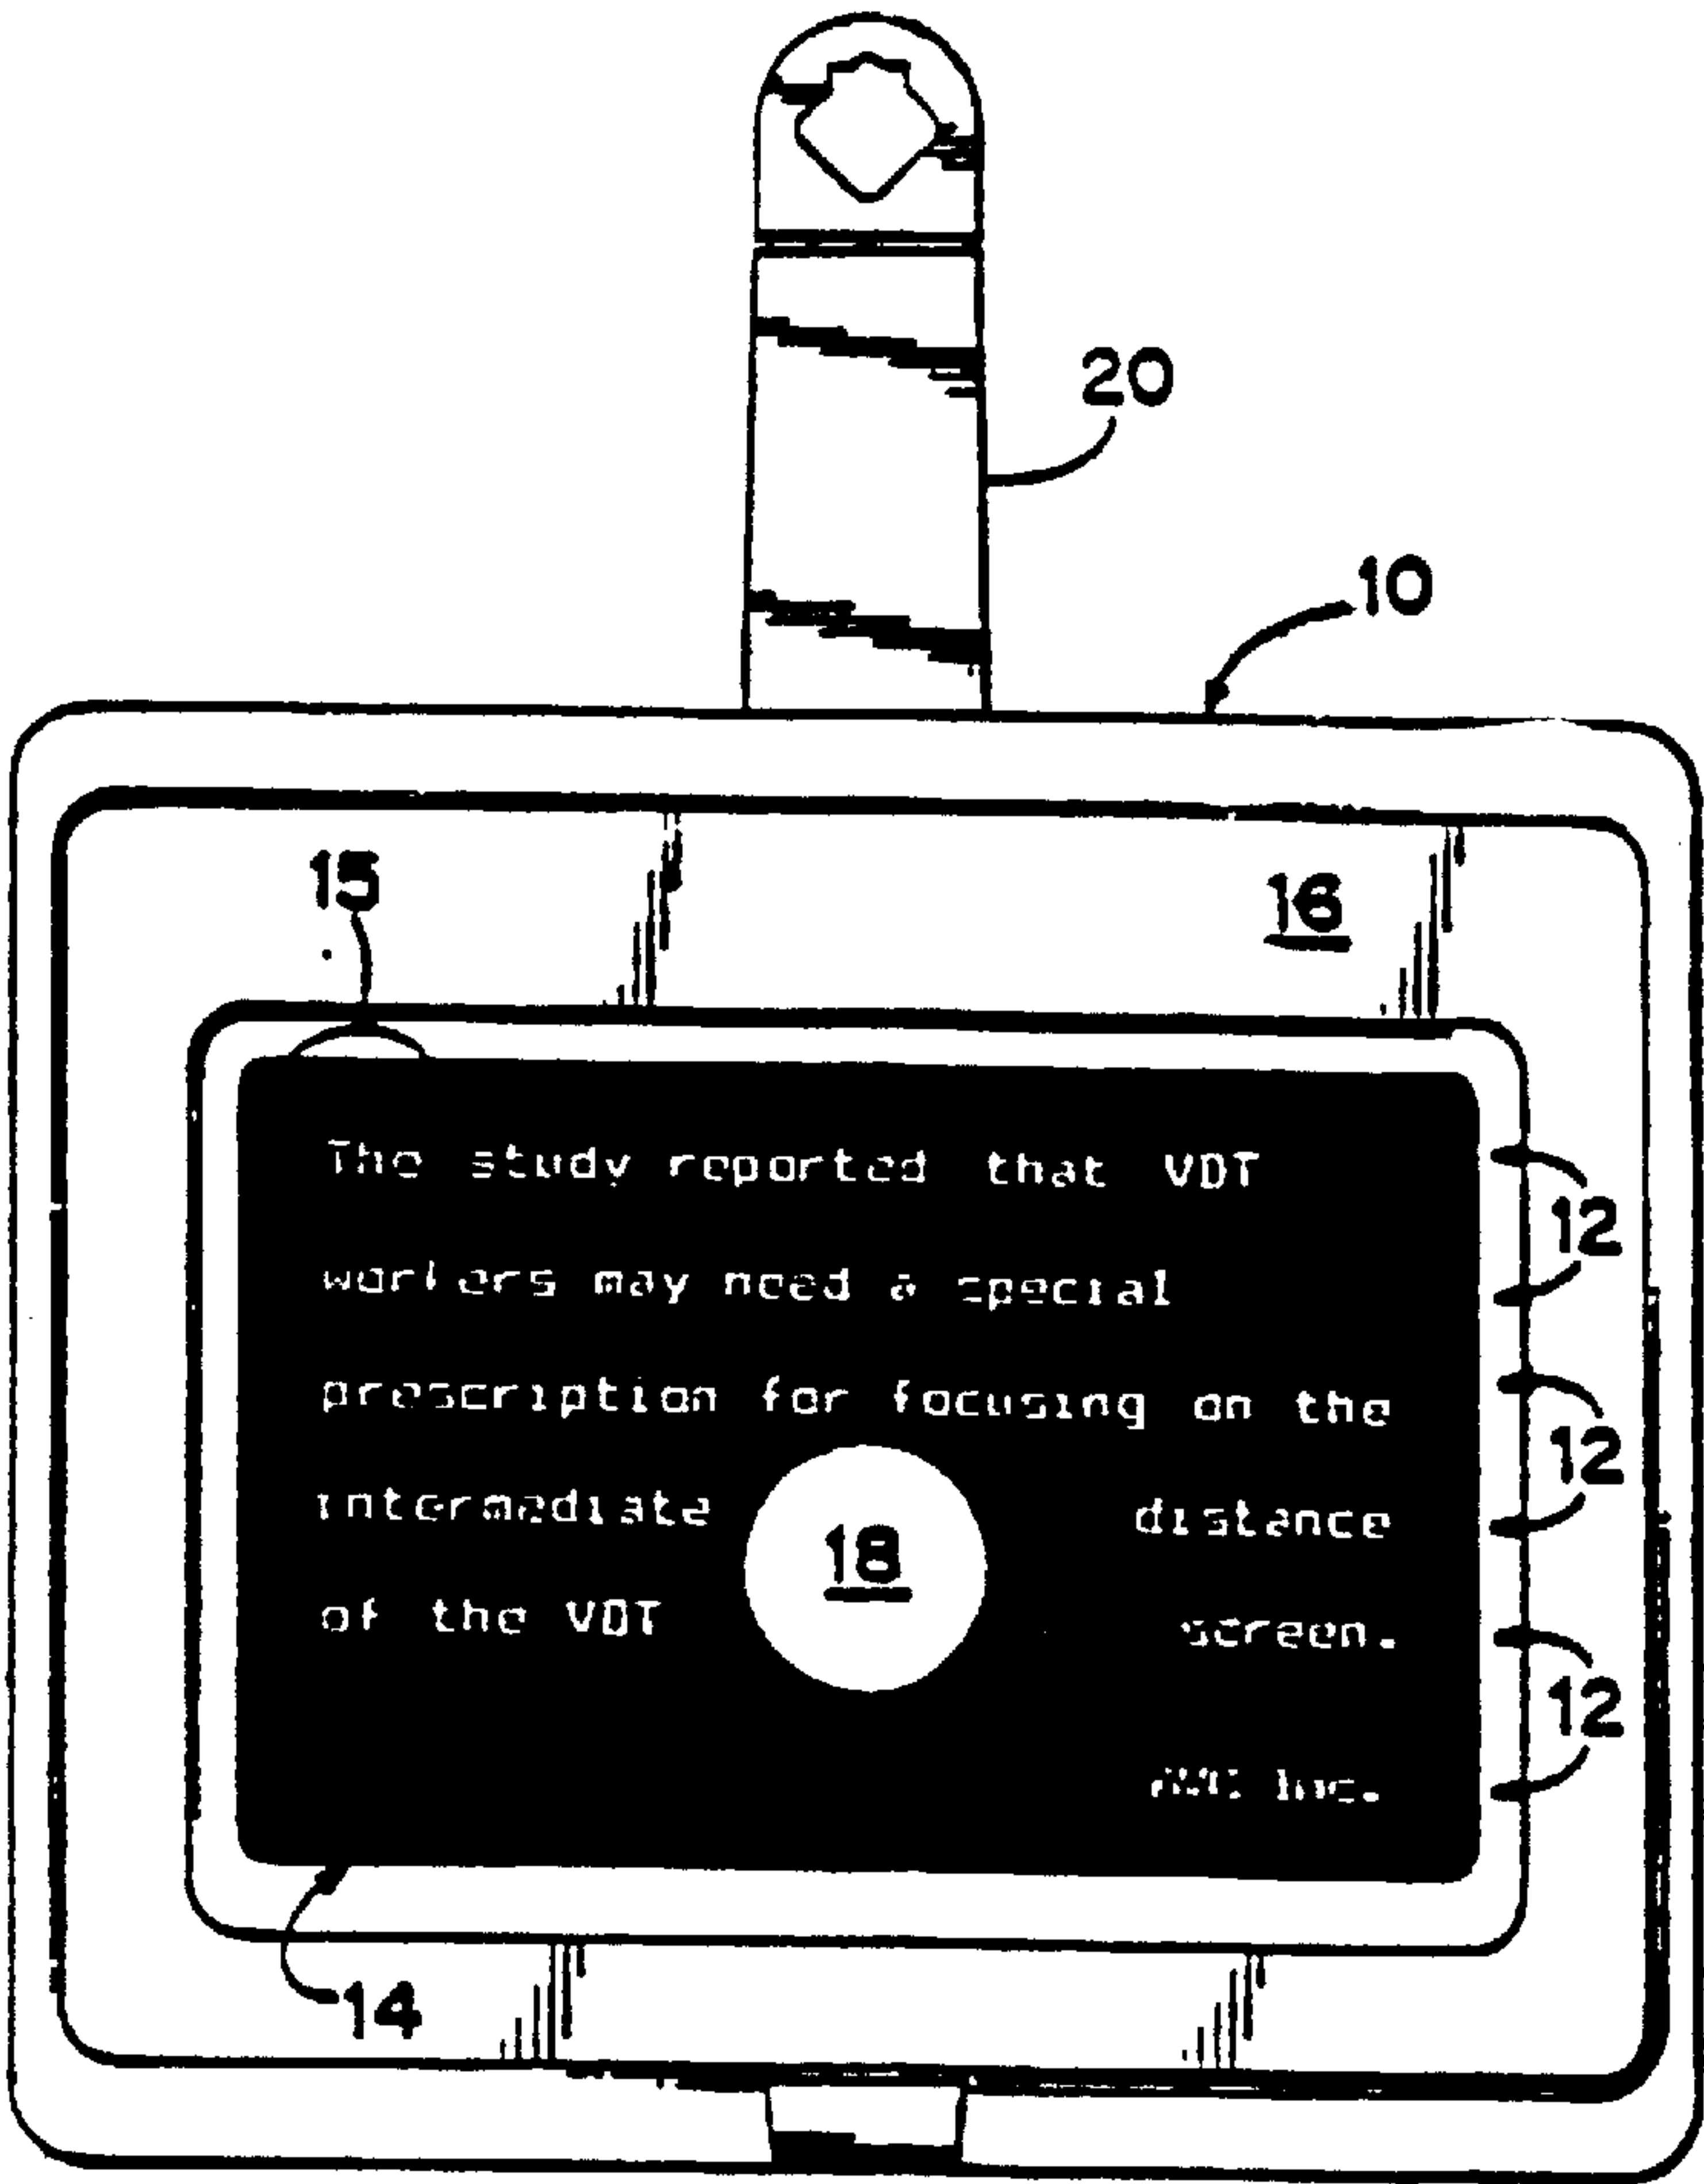 20
10
15
16
The study reported that VDT
workers may need a special
12
prescription for focusing on the
12
intermediate 18 distance
of the VDT screen.
12
Inc.
14